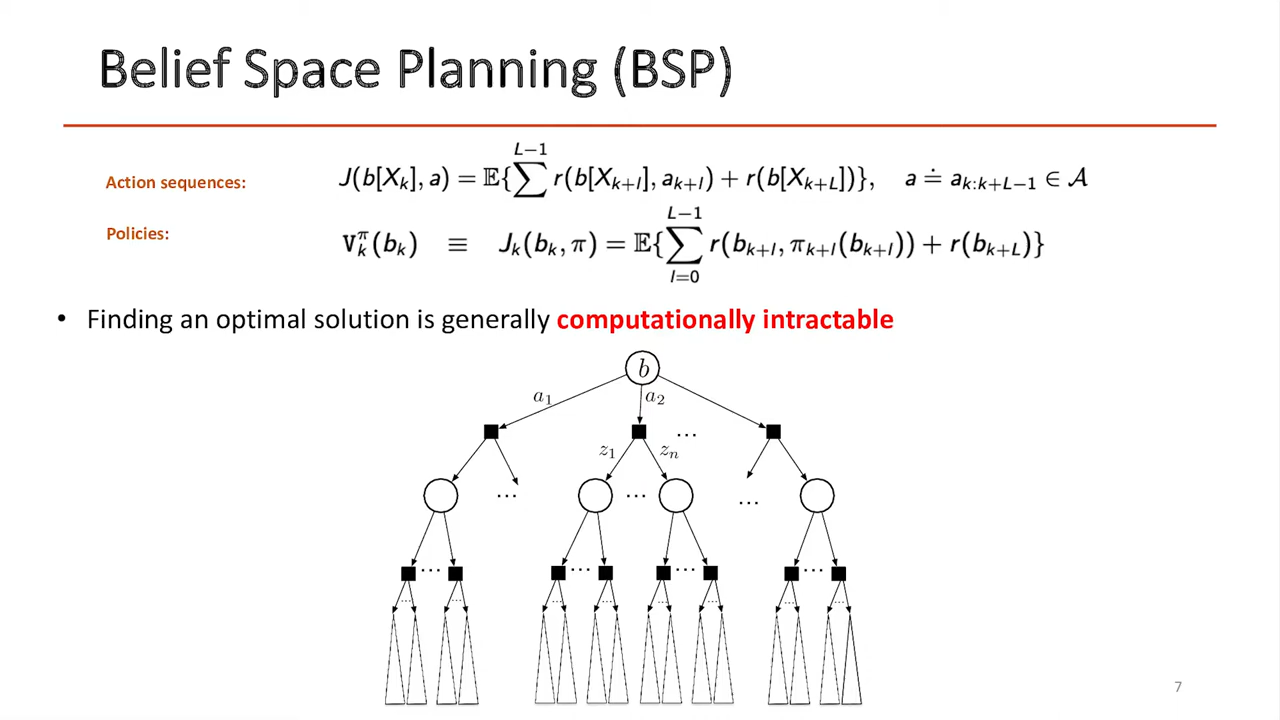 Belief Space Planning (BSP)
Action sequences: J(b[X_k], a) = 𝔼{∑^{L−1} r(b[X_{k+l}], a_{k+l}) + r(b[X_{k+L}])}, a ≐ a_{k:k+L−1} ∈ 𝒜
Policies: V_k^π(b_k) ≡ J_k(b_k, π) = 𝔼{∑_{l=0}^{L−1} r(b_{k+l}, π_{k+l}(b_{k+l})) + r(b_{k+L})}
• Finding an optimal solution is generally computationally intractable
b
a_1 a_2
...
z_1 z_n
... ... ...
... ... ... ... ...
... ... ... ... ... ... ... ...
7